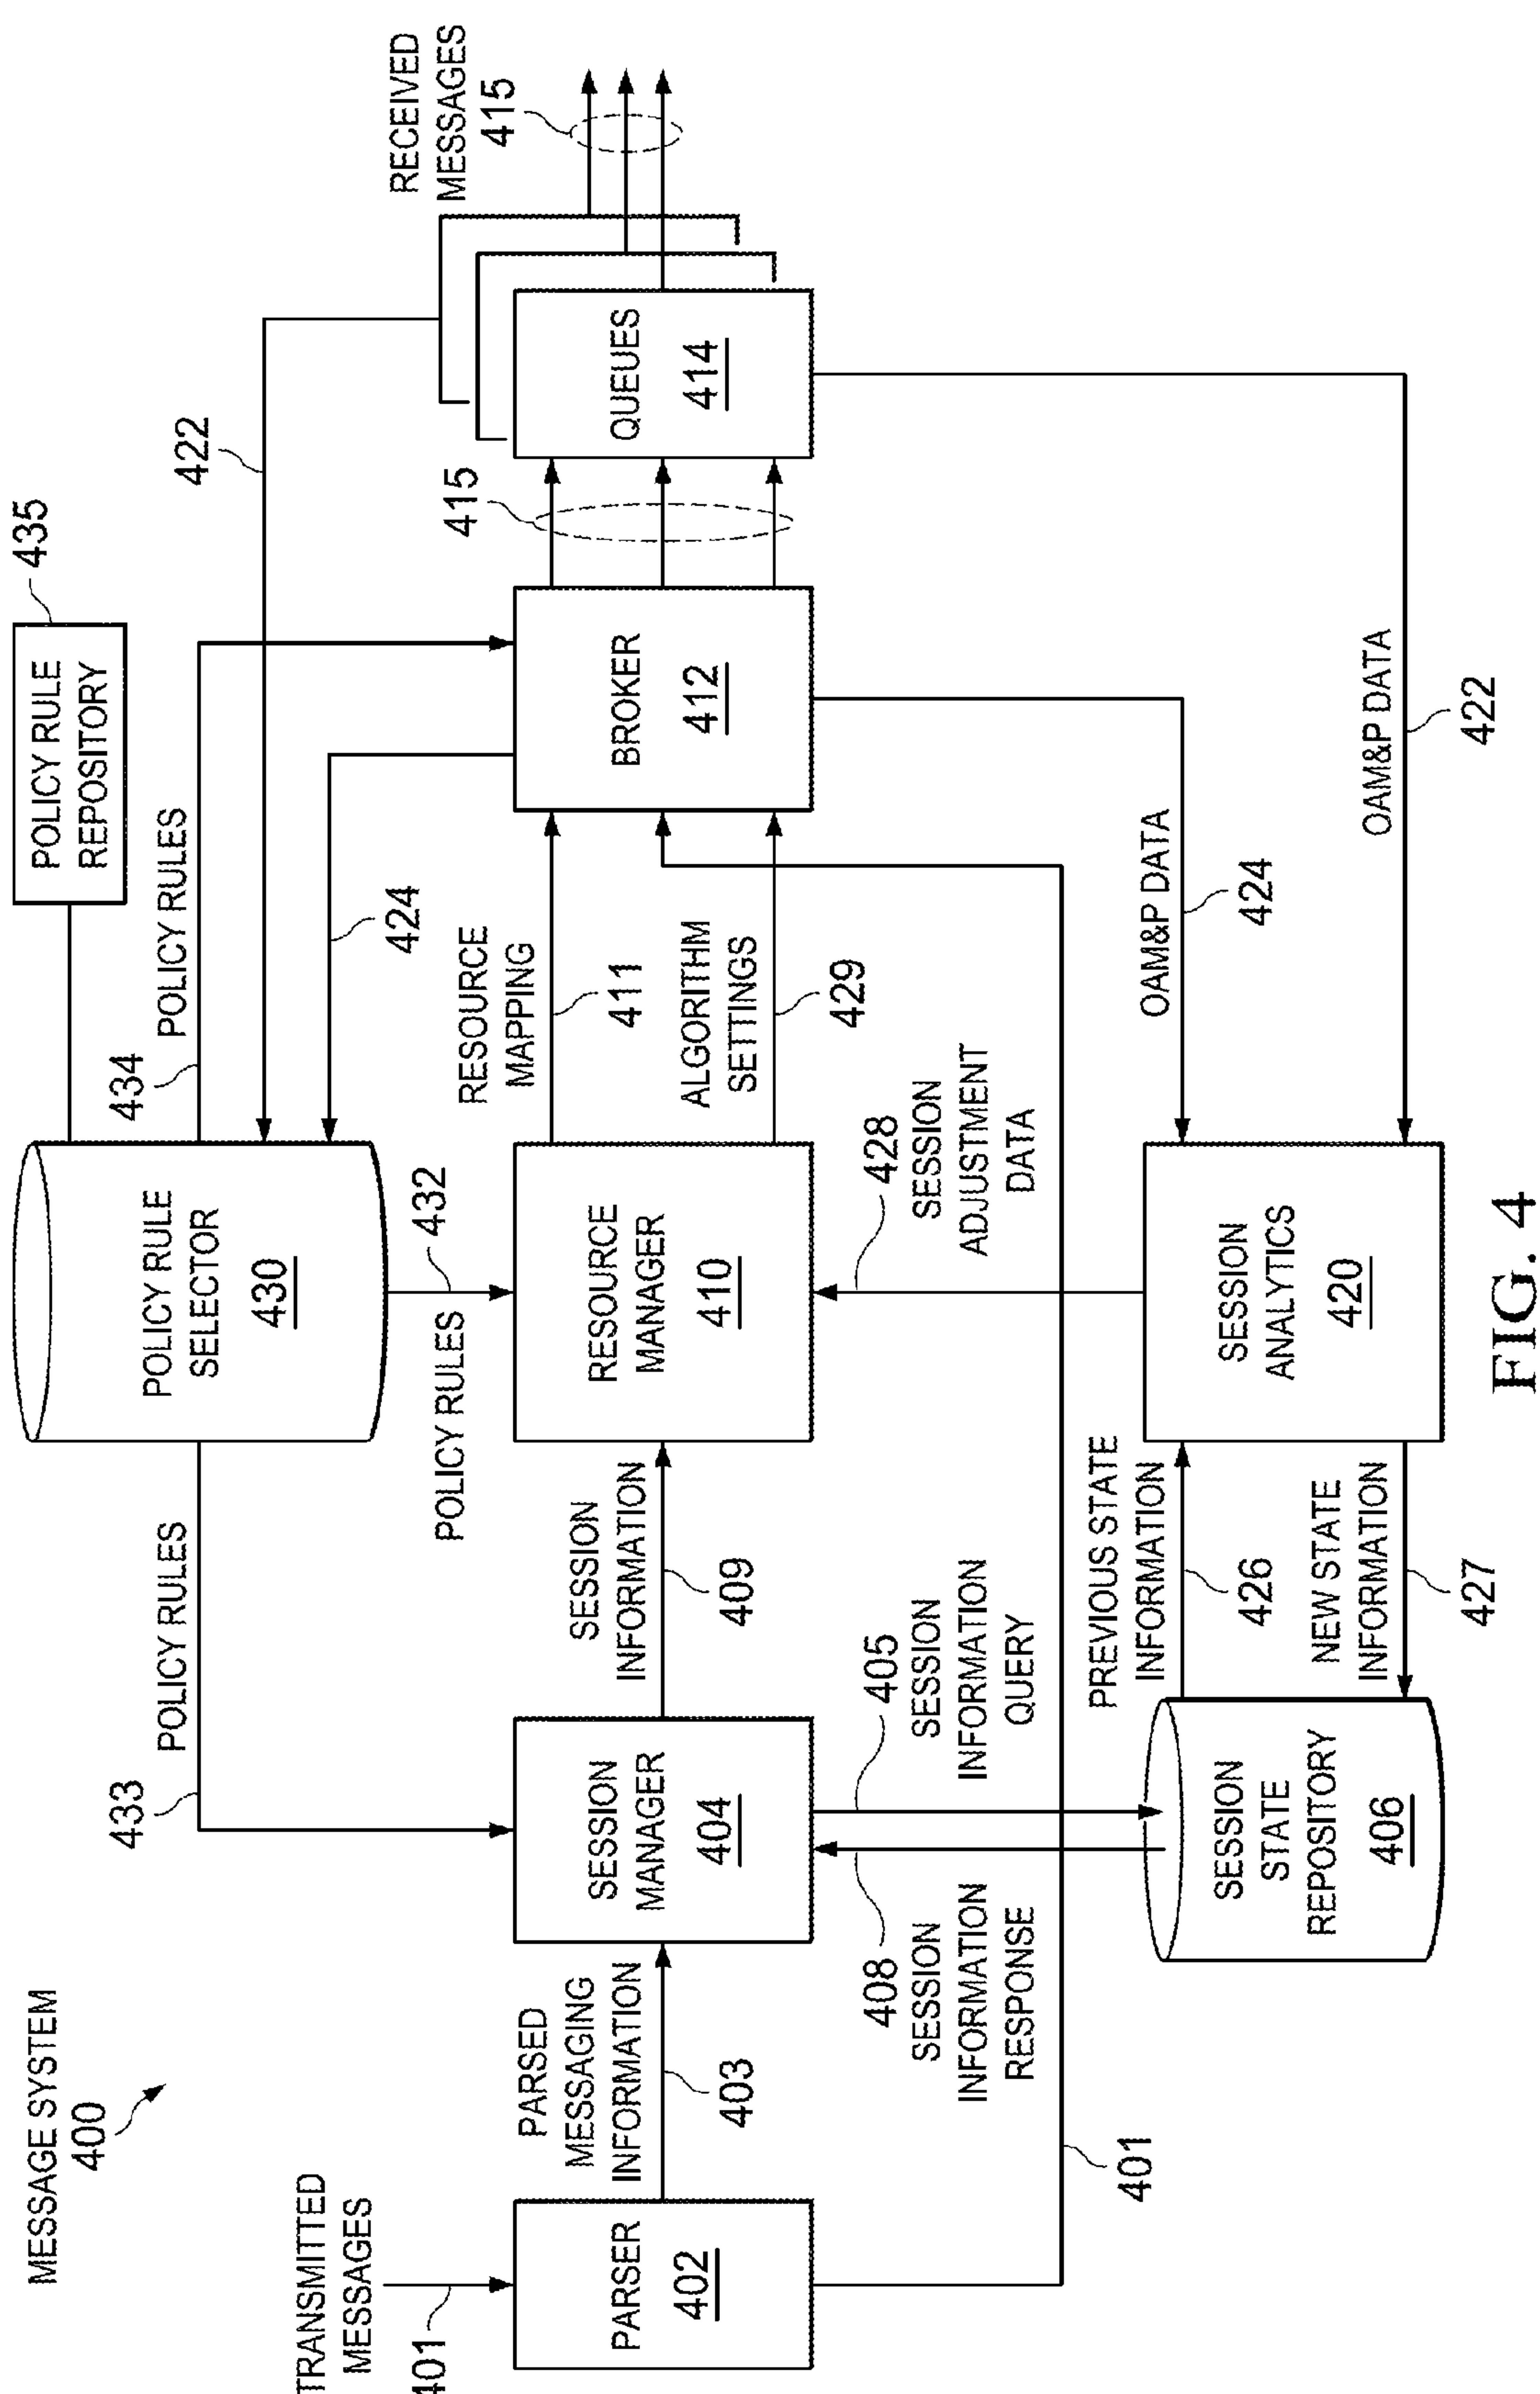 MESSAGE SYSTEM
400
TRANSMITTED
MESSAGES
401
PARSER
402
PARSED
MESSAGING
INFORMATION
403
401
433
POLICY RULES
SESSION
MANAGER
404
SESSION
INFORMATION
409
405
SESSION
INFORMATION
QUERY
408
SESSION
INFORMATION
RESPONSE
SESSION
STATE
REPOSITORY
406
PREVIOUS STATE
INFORMATION
426
NEW STATE
INFORMATION
427
POLICY RULE
SELECTOR
430
POLICY RULES
432
RESOURCE
MANAGER
410
428
SESSION
ADJUSTMENT
DATA
SESSION
ANALYTICS
420
434
POLICY RULES
POLICY RULE
REPOSITORY
435
422
424
RESOURCE
MAPPING
411
ALGORITHM
SETTINGS
429
BROKER
412
OAM&P DATA
424
OAM&P DATA
422
415
QUEUES
414
RECEIVED
MESSAGES
415
FIG. 4